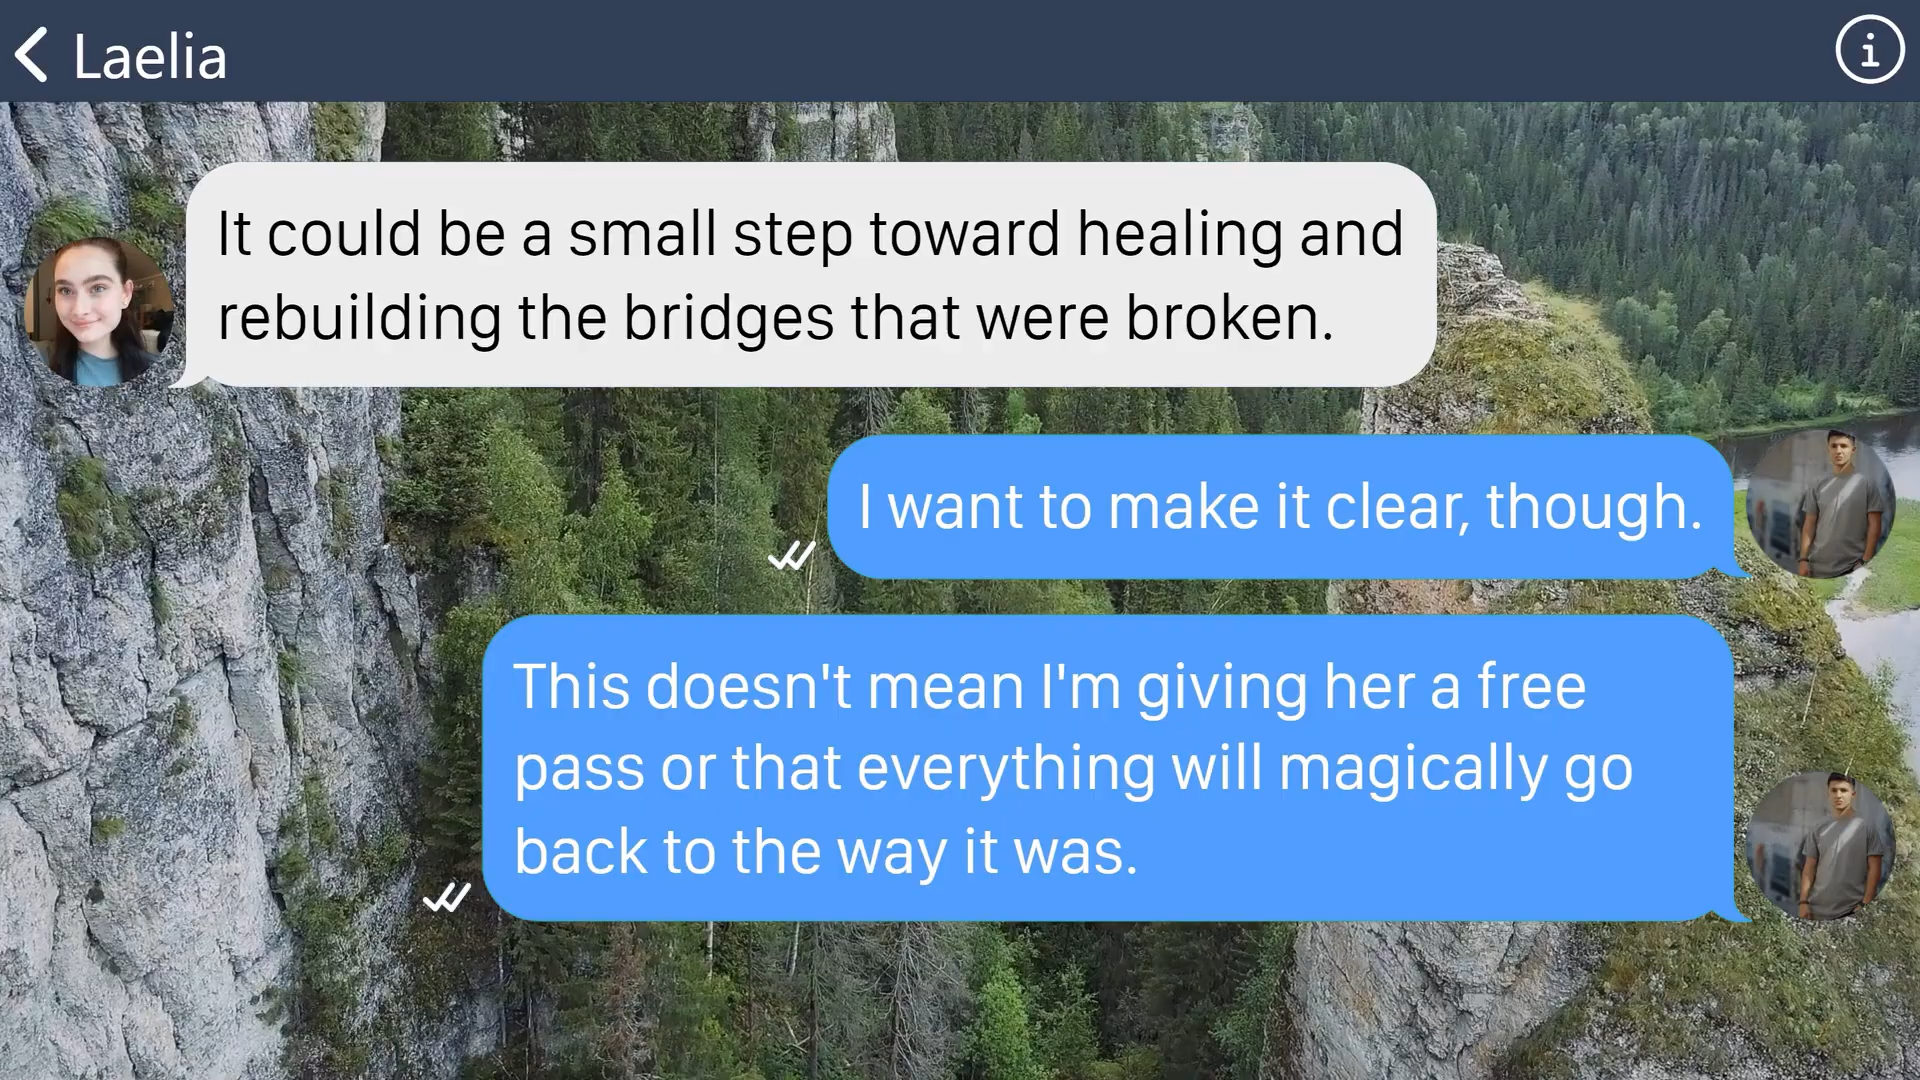 Laelia
It could be a small step toward healing and
rebuilding the bridges that were broken.
I want to make it clear, though.
This doesn't mean I'm giving her a free
pass or that everything will magically go
back to the way it was.